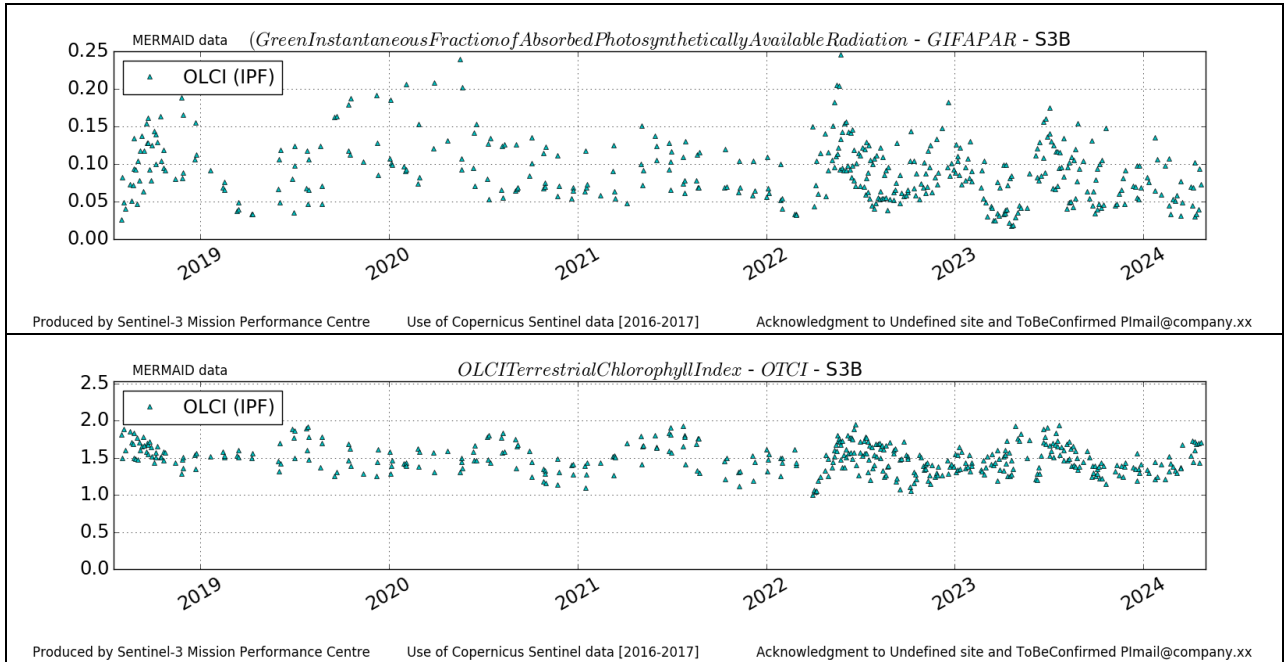 MERMAID data (GreenInstantaneousFractionofAbsorbedPhotosyntheticallyAvailableRadiation - GIFAPAR - S3B
0.25
OLCI (IPF)
0.20
0.15
0.10
0.05
0.00
2019 2020 2021 2022 2023 2024
Produced by Sentinel-3 Mission Performance Centre Use of Copernicus Sentinel data [2016-2017] Acknowledgment to Undefined site and ToBeConfirmed PImail@company.xx
MERMAID data OLCITerrestrialChlorophyllIndex - OTCI - S3B
2.5
OLCI (IPF)
2.0
1.5
1.0
0.5
0.0
2019 2020 2021 2022 2023 2024
Produced by Sentinel-3 Mission Performance Centre Use of Copernicus Sentinel data [2016-2017] Acknowledgment to Undefined site and ToBeConfirmed PImail@company.xx